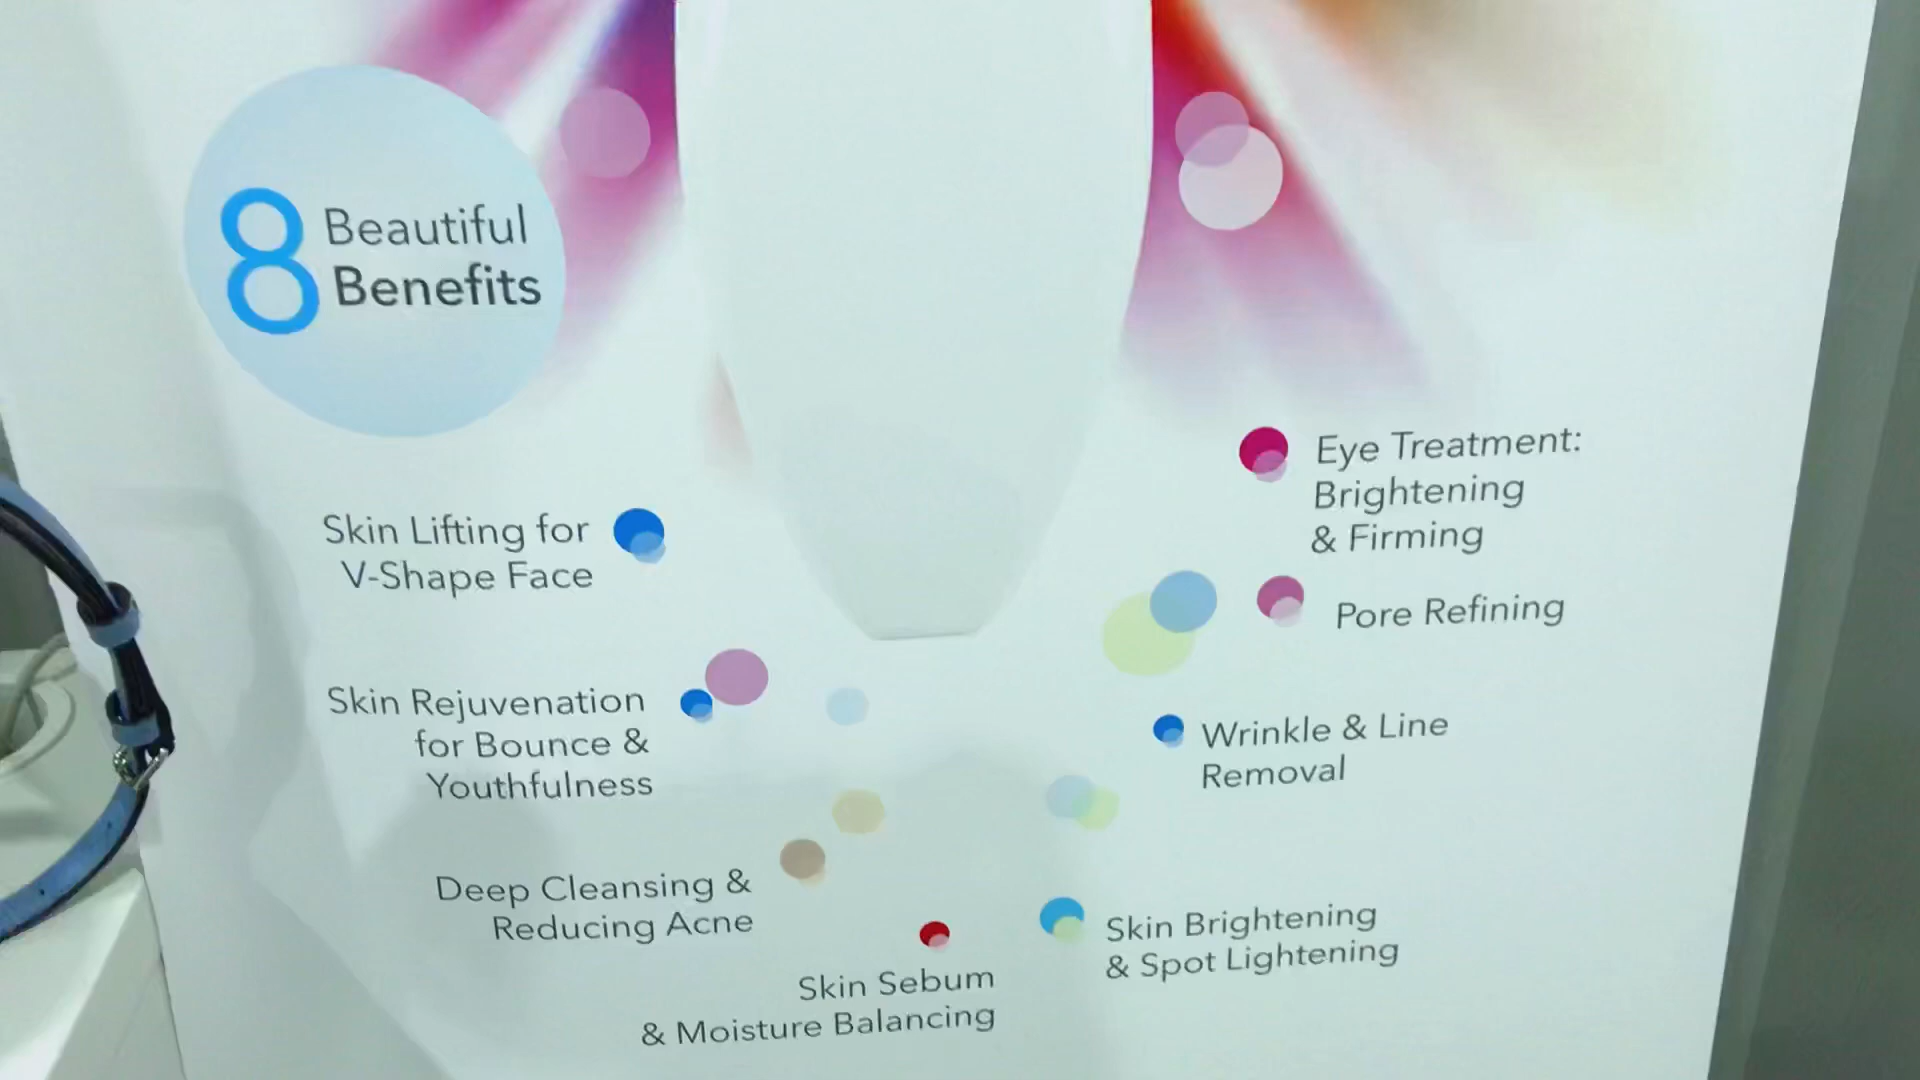 8 Beautiful
Benefits
Skin Lifting for
V-Shape Face
Skin Rejuvenation
for Bounce &
Youthfulness
Deep Cleansing &
Reducing Acne
Skin Sebum
& Moisture Balancing
Eye Treatment:
Brightening
& Firming
Pore Refining
Wrinkle & Line
Removal
Skin Brightening
& Spot Lightening